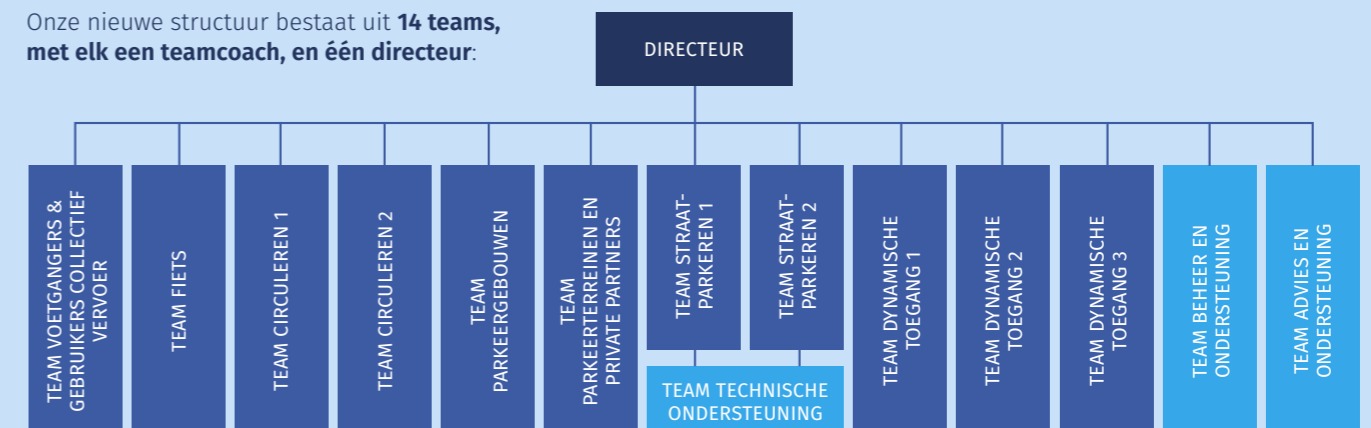 Onze nieuwe structuur bestaat uit 14 teams,
met elk een teamcoach, en één directeur:
DIRECTEUR
TEAM VOETGANGERS &
GEBRUIKERS COLLECTIEF
VERVOER
TEAM FIETS
TEAM CIRCULEREN 1
TEAM CIRCULEREN 2
TEAM
PARKEERGEBOUWEN
TEAM
PARKEERTERREINEN EN
PRIVATE PARTNERS
TEAM STRAAT-
PARKEREN 1
TEAM STRAAT-
PARKEREN 2
TEAM TECHNISCHE
ONDERSTEUNING
TEAM DYNAMISCHE
TOEGANG 1
TEAM DYNAMISCHE
TOEGANG 2
TEAM DYNAMISCHE
TOEGANG 3
TEAM BEHEER EN
ONDERSTEUNING
TEAM ADVIES EN
ONDERSTEUNING